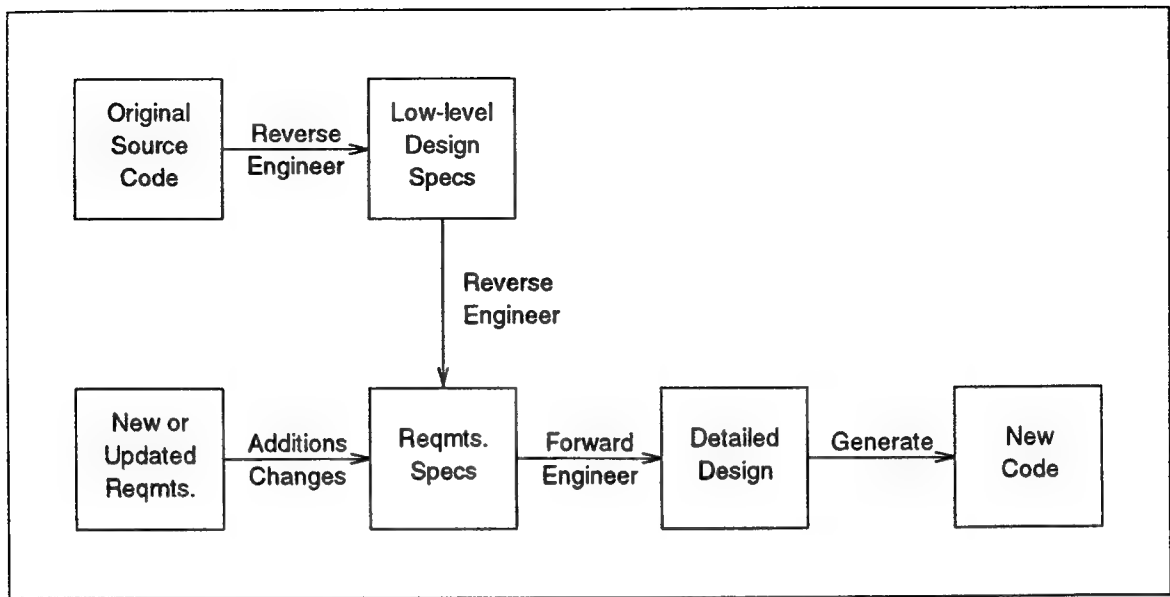 Original
Source
Code
Reverse
Engineer
Low-level
Design
Specs
Reverse
Engineer
New or
Updated
Reqmts.
Additions
Changes
Reqmts.
Specs
Forward
Engineer
Detailed
Design
Generate
New
Code